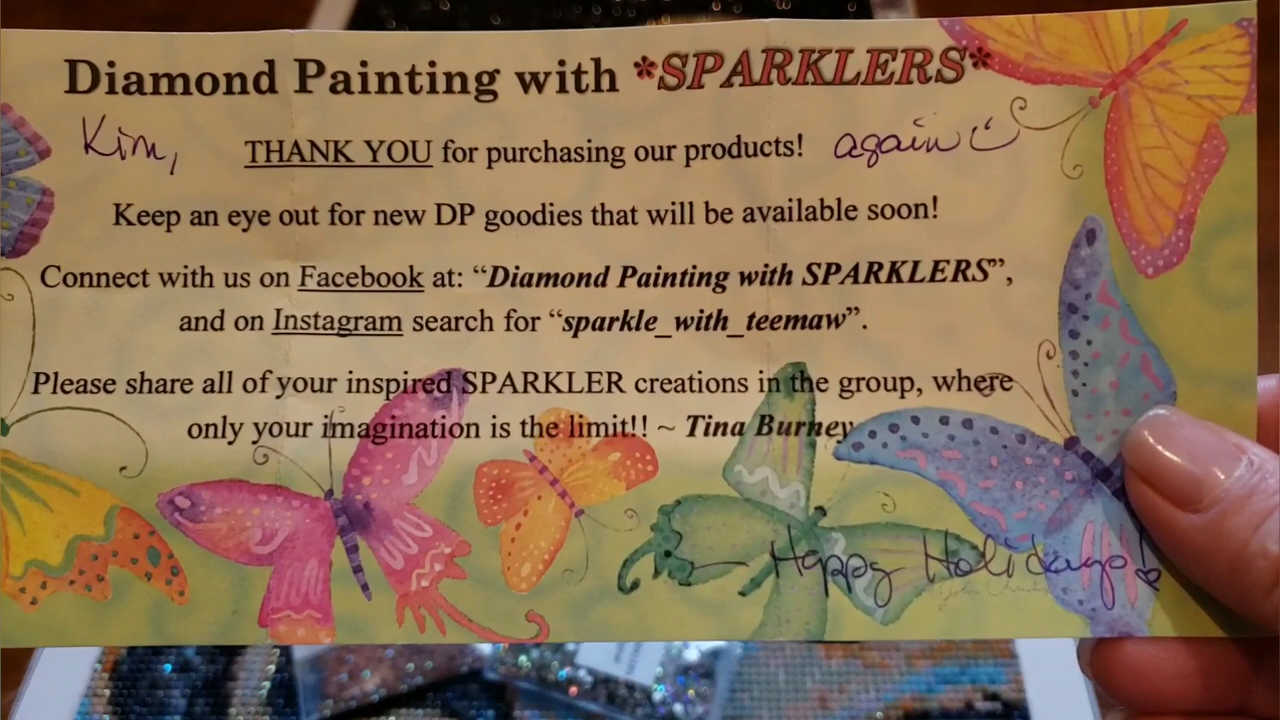 Diamond Painting with *SPARKLERS*
Kim, THANK YOU for purchasing our products! again
Keep an eye out for new DP goodies that will be available soon!
Connect with us on Facebook at: “Diamond Painting with SPARKLERS”,
and on Instagram search for “sparkle_with_teemaw”.
Please share all of your inspired SPARKLER creations in the group, where
only your imagination is the limit!! ~ Tina Burney
Happy Holidays!